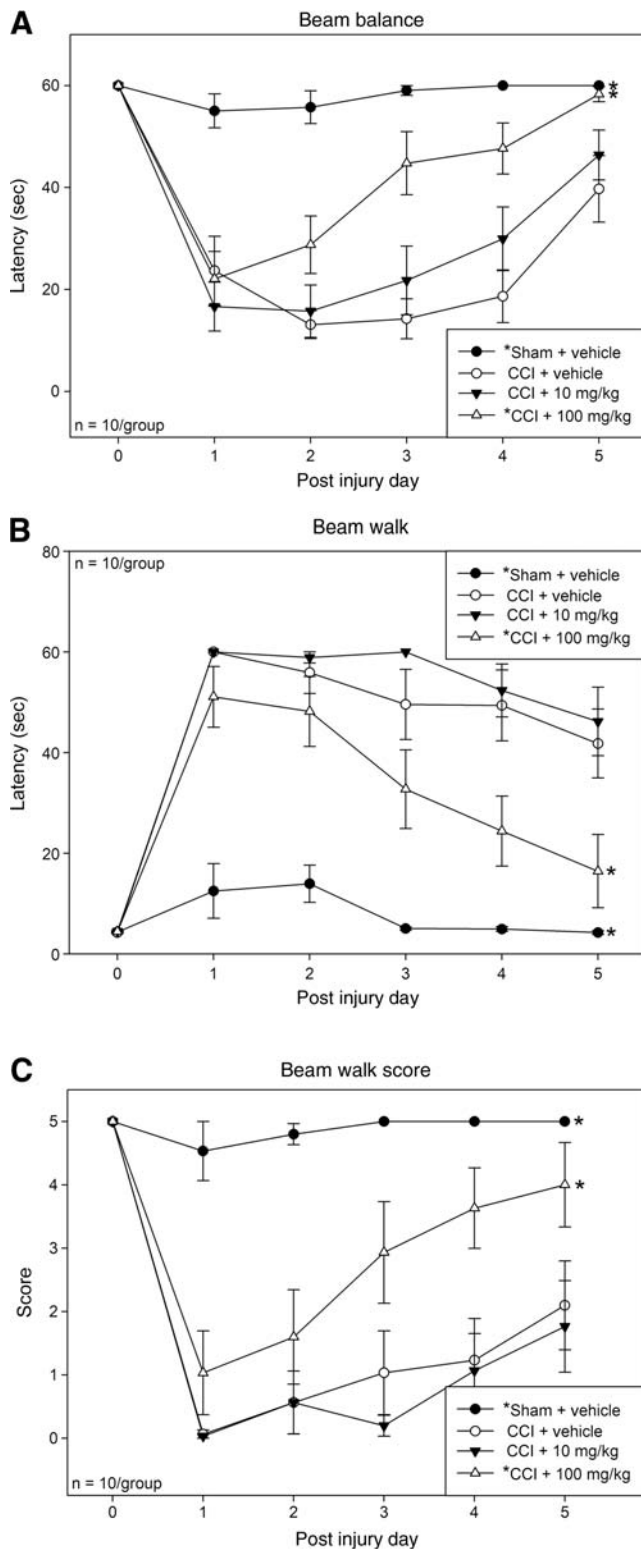 A
Beam balance
60
40
20
0
Latency (sec)
*
*
*Sham + vehicle
CCI + vehicle
CCI + 10 mg/kg
*CCI + 100 mg/kg
n = 10/group
0 1 2 3 4 5
Post injury day
B
Beam walk
80
60
40
20
0
Latency (sec)
n = 10/group
*Sham + vehicle
CCI + vehicle
CCI + 10 mg/kg
*CCI + 100 mg/kg
*
*
0 1 2 3 4 5
Post injury day
C
Beam walk score
5
4
3
2
1
0
Score
*
*
*Sham + vehicle
CCI + vehicle
CCI + 10 mg/kg
*CCI + 100 mg/kg
n = 10/group
0 1 2 3 4 5
Post injury day